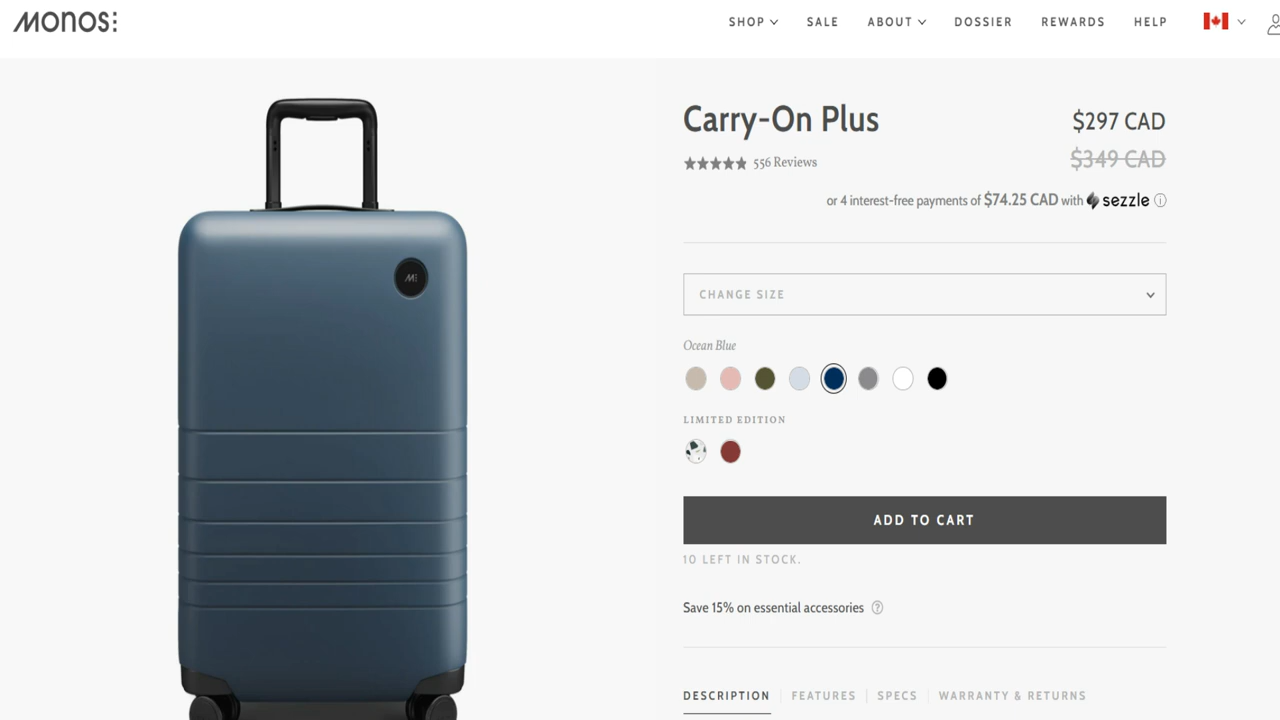 MONOS
SHOP SALE ABOUT DOSSIER REWARDS HELP
Carry-On Plus
$297 CAD
$349 CAD
556 Reviews
or 4 interest-free payments of $74.25 CAD with sezzle
CHANGE SIZE
Ocean Blue
LIMITED EDITION
ADD TO CART
10 LEFT IN STOCK.
Save 15% on essential accessories
DESCRIPTION FEATURES SPECS WARRANTY & RETURNS